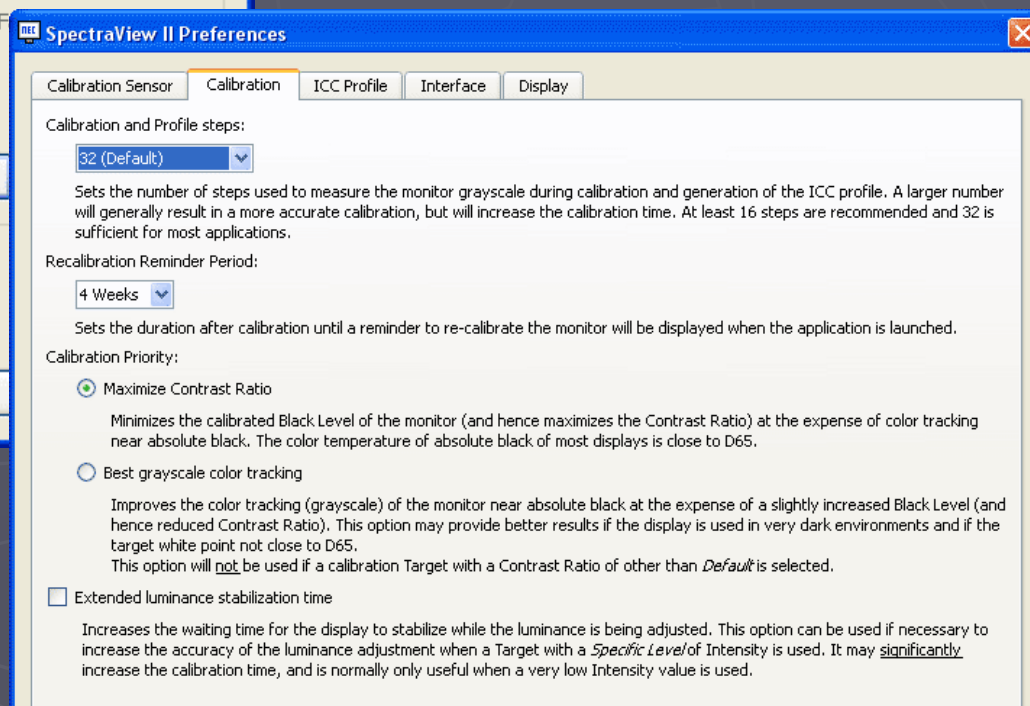 NEC SpectraView II Preferences
Calibration Sensor Calibration ICC Profile Interface Display
Calibration and Profile steps:
32 (Default)
Sets the number of steps used to measure the monitor grayscale during calibration and generation of the ICC profile. A larger number
will generally result in a more accurate calibration, but will increase the calibration time. At least 16 steps are recommended and 32 is
sufficient for most applications.
Recalibration Reminder Period:
4 Weeks
Sets the duration after calibration until a reminder to re-calibrate the monitor will be displayed when the application is launched.
Calibration Priority:
Maximize Contrast Ratio
Minimizes the calibrated Black Level of the monitor (and hence maximizes the Contrast Ratio) at the expense of color tracking
near absolute black. The color temperature of absolute black of most displays is close to D65.
Best grayscale color tracking
Improves the color tracking (grayscale) of the monitor near absolute black at the expense of a slightly increased Black Level (and
hence reduced Contrast Ratio). This option may provide better results if the display is used in very dark environments and if the
target white point not close to D65.
This option will not be used if a calibration Target with a Contrast Ratio of other than Default is selected.
Extended luminance stabilization time
Increases the waiting time for the display to stabilize while the luminance is being adjusted. This option can be used if necessary to
increase the accuracy of the luminance adjustment when a Target with a Specific Level of Intensity is used. It may significantly
increase the calibration time, and is normally only useful when a very low Intensity value is used.